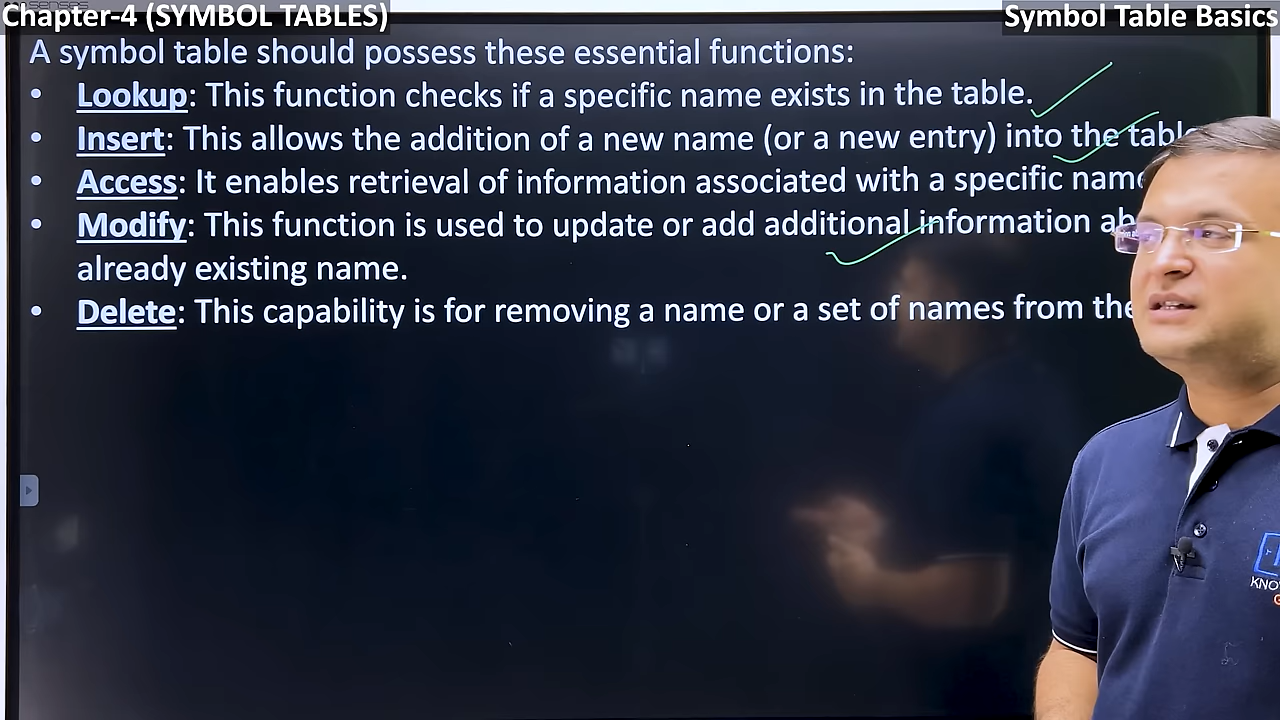 Chapter-4 (SYMBOL TABLES)
Symbol Table Basics
A symbol table should possess these essential functions:
• Lookup: This function checks if a specific name exists in the table.
• Insert: This allows the addition of a new name (or a new entry) into the table
• Access: It enables retrieval of information associated with a specific name
• Modify: This function is used to update or add additional information
already existing name.
• Delete: This capability is for removing a name or a set of names from the